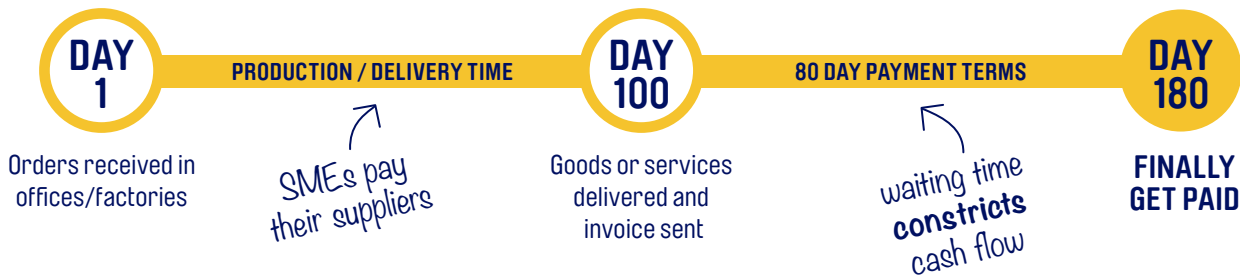 DAY
1
PRODUCTION / DELIVERY TIME
DAY
100
80 DAY PAYMENT TERMS
DAY
180
Orders received in
offices/factories
SMEs pay
their suppliers
Goods or services
delivered and
invoice sent
waiting time
constricts
cash flow
FINALLY
GET PAID